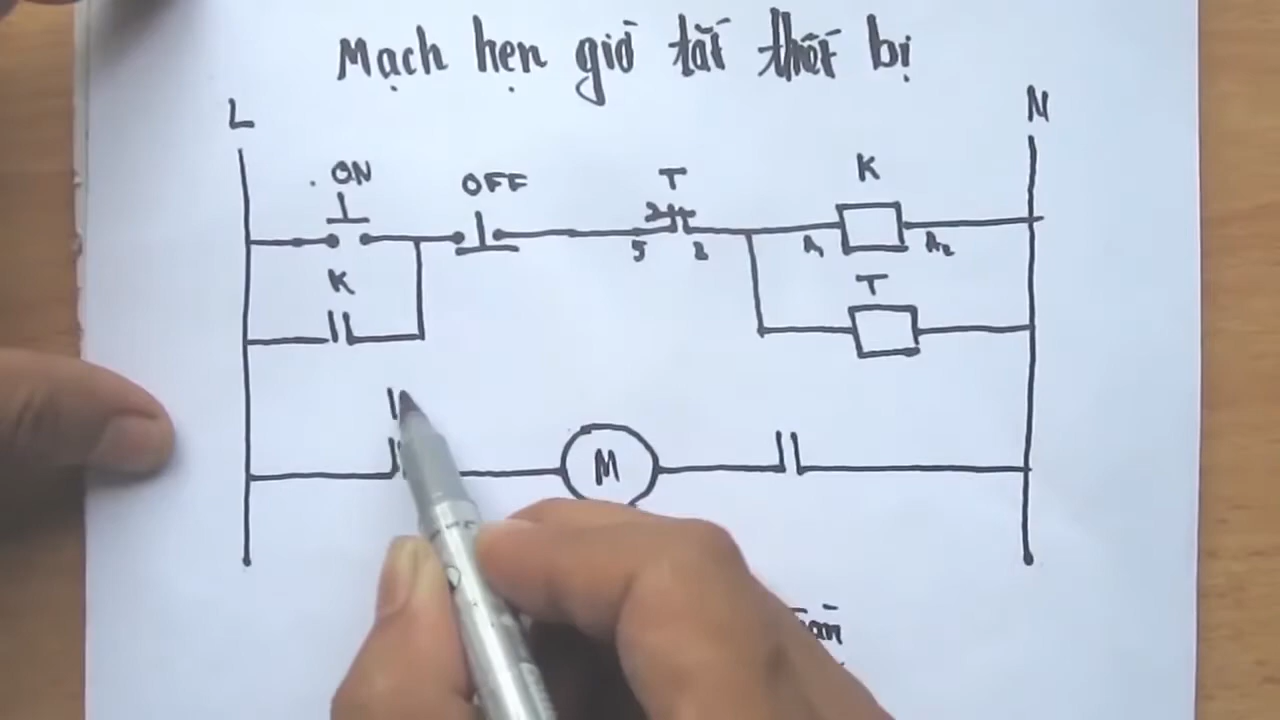 Mạch hẹn giờ tắt thiết bị
L N
ON OFF T K
5 8 A1 A2
K T
M